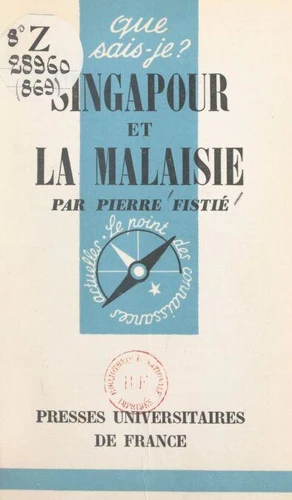 8° Z
28960
(869)
que
sais-je?
SINGAPOUR
ET
LA MALAISIE
PAR PIERRE FISTIÉ
Le point des connaissances actuelles
PRESSES UNIVERSITAIRES
DE FRANCE